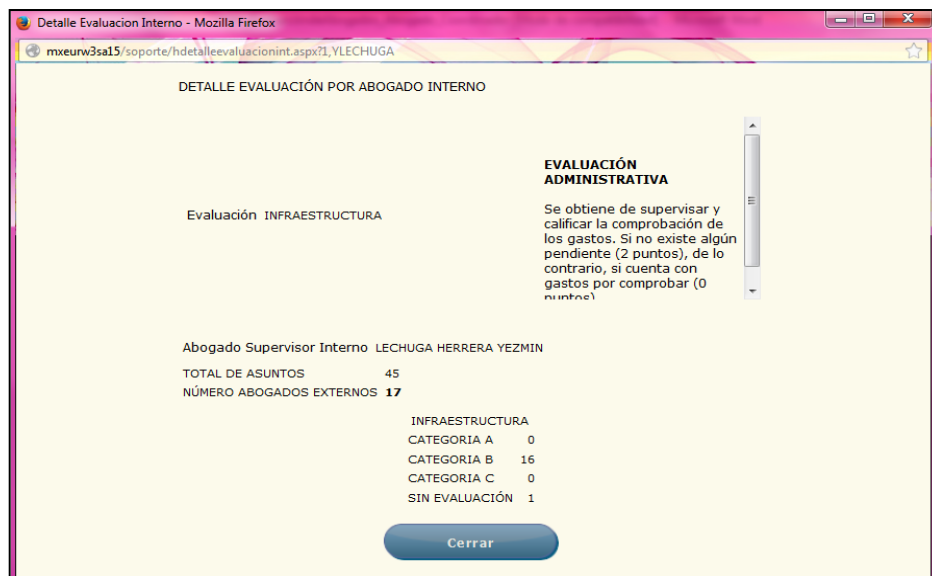 Detalle Evaluacion Interno - Mozilla Firefox
mxeurw3sa15/soporte/hdetalleevaluacionint.aspx?1,YLECHUGA
DETALLE EVALUACIÓN POR ABOGADO INTERNO
Evaluación INFRAESTRUCTURA
EVALUACIÓN
ADMINISTRATIVA
Se obtiene de supervisar y
calificar la comprobación de
los gastos. Si no existe algún
pendiente (2 puntos), de lo
contrario, si cuenta con
gastos por comprobar (0
puntos)
Abogado Supervisor Interno LECHUGA HERRERA YEZMIN
TOTAL DE ASUNTOS 45
NÚMERO ABOGADOS EXTERNOS 17
INFRAESTRUCTURA
CATEGORIA A 0
CATEGORIA B 16
CATEGORIA C 0
SIN EVALUACIÓN 1
Cerrar